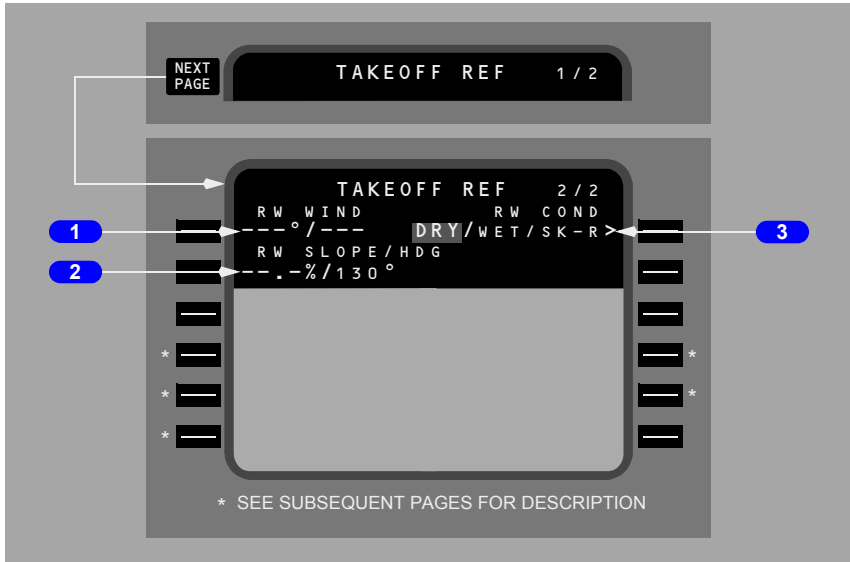 NEXT
PAGE
TAKEOFF REF 1/2
TAKEOFF REF 2/2
RW WIND RW COND
1 ---°/--- DRY/WET/SK-R> 3
RW SLOPE/HDG
2 --.-%/130°
*
*
*
*
*
* SEE SUBSEQUENT PAGES FOR DESCRIPTION